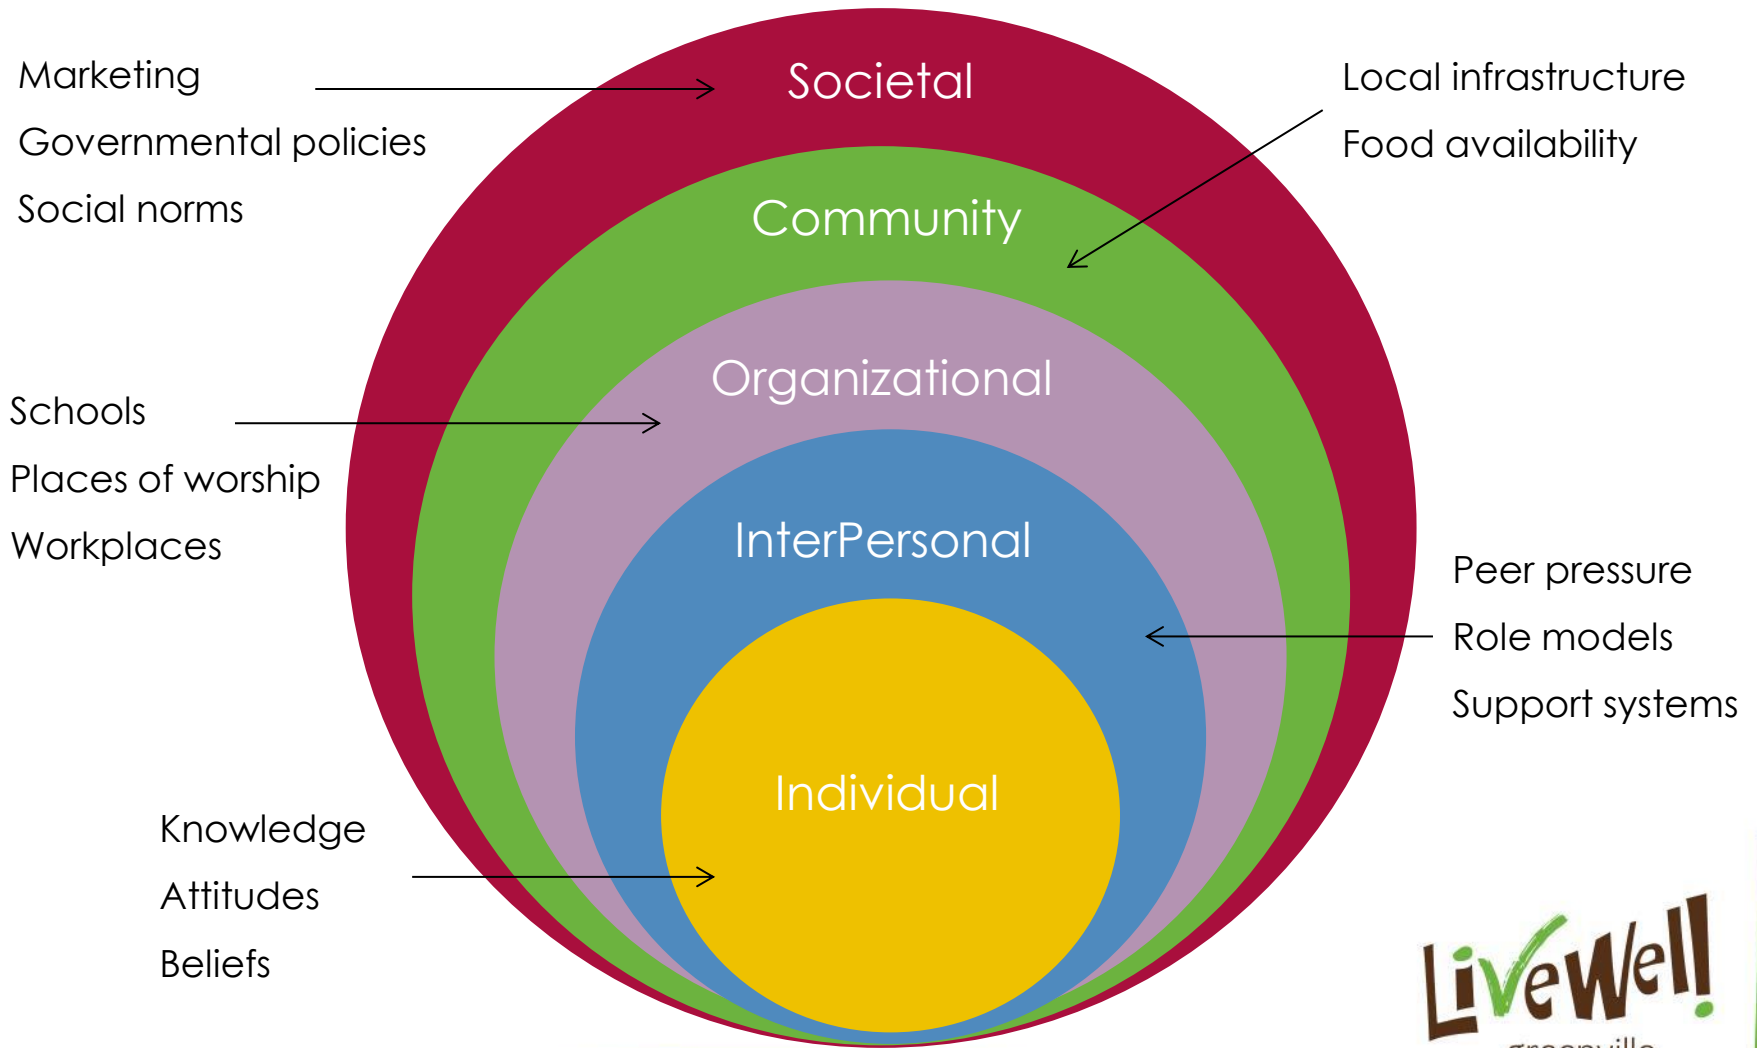 Marketing
Governmental policies
Social norms
Societal
Local infrastructure
Food availability
Community
Organizational
Schools
Places of worship
Workplaces
InterPersonal
Peer pressure
Role models
Support systems
Individual
Knowledge
Attitudes
Beliefs
LiveWell!
greenville